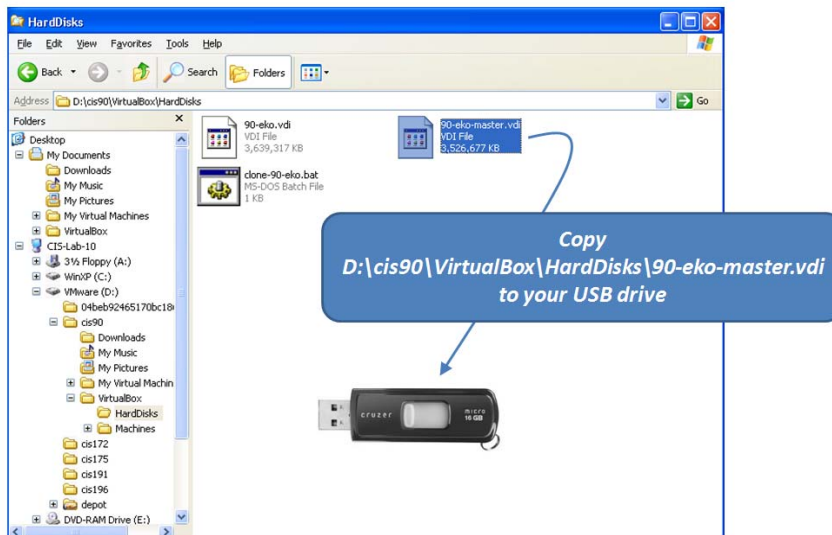 HardDisks
File Edit View Favorites Tools Help
Back Search Folders
Address D:\cis90\VirtualBox\HardDisks Go
Folders
Desktop
My Documents
Downloads
My Music
My Pictures
My Virtual Machines
VirtualBox
CIS-Lab-10
3½ Floppy (A:)
WinXP (C:)
VMware (D:)
04beb92465170bc18
cis90
Downloads
My Music
My Pictures
My Virtual Machin
VirtualBox
HardDisks
Machines
cis172
cis175
cis191
cis196
depot
DVD-RAM Drive (E:)
90-eko.vdi
VDI File
3,639,317 KB
90-eko-master.vdi
VDI File
3,526,677 KB
clone-90-eko.bat
MS-DOS Batch File
1 KB
Copy
D:\cis90\VirtualBox\HardDisks\90-eko-master.vdi
to your USB drive
cruzer
micro
16 GB